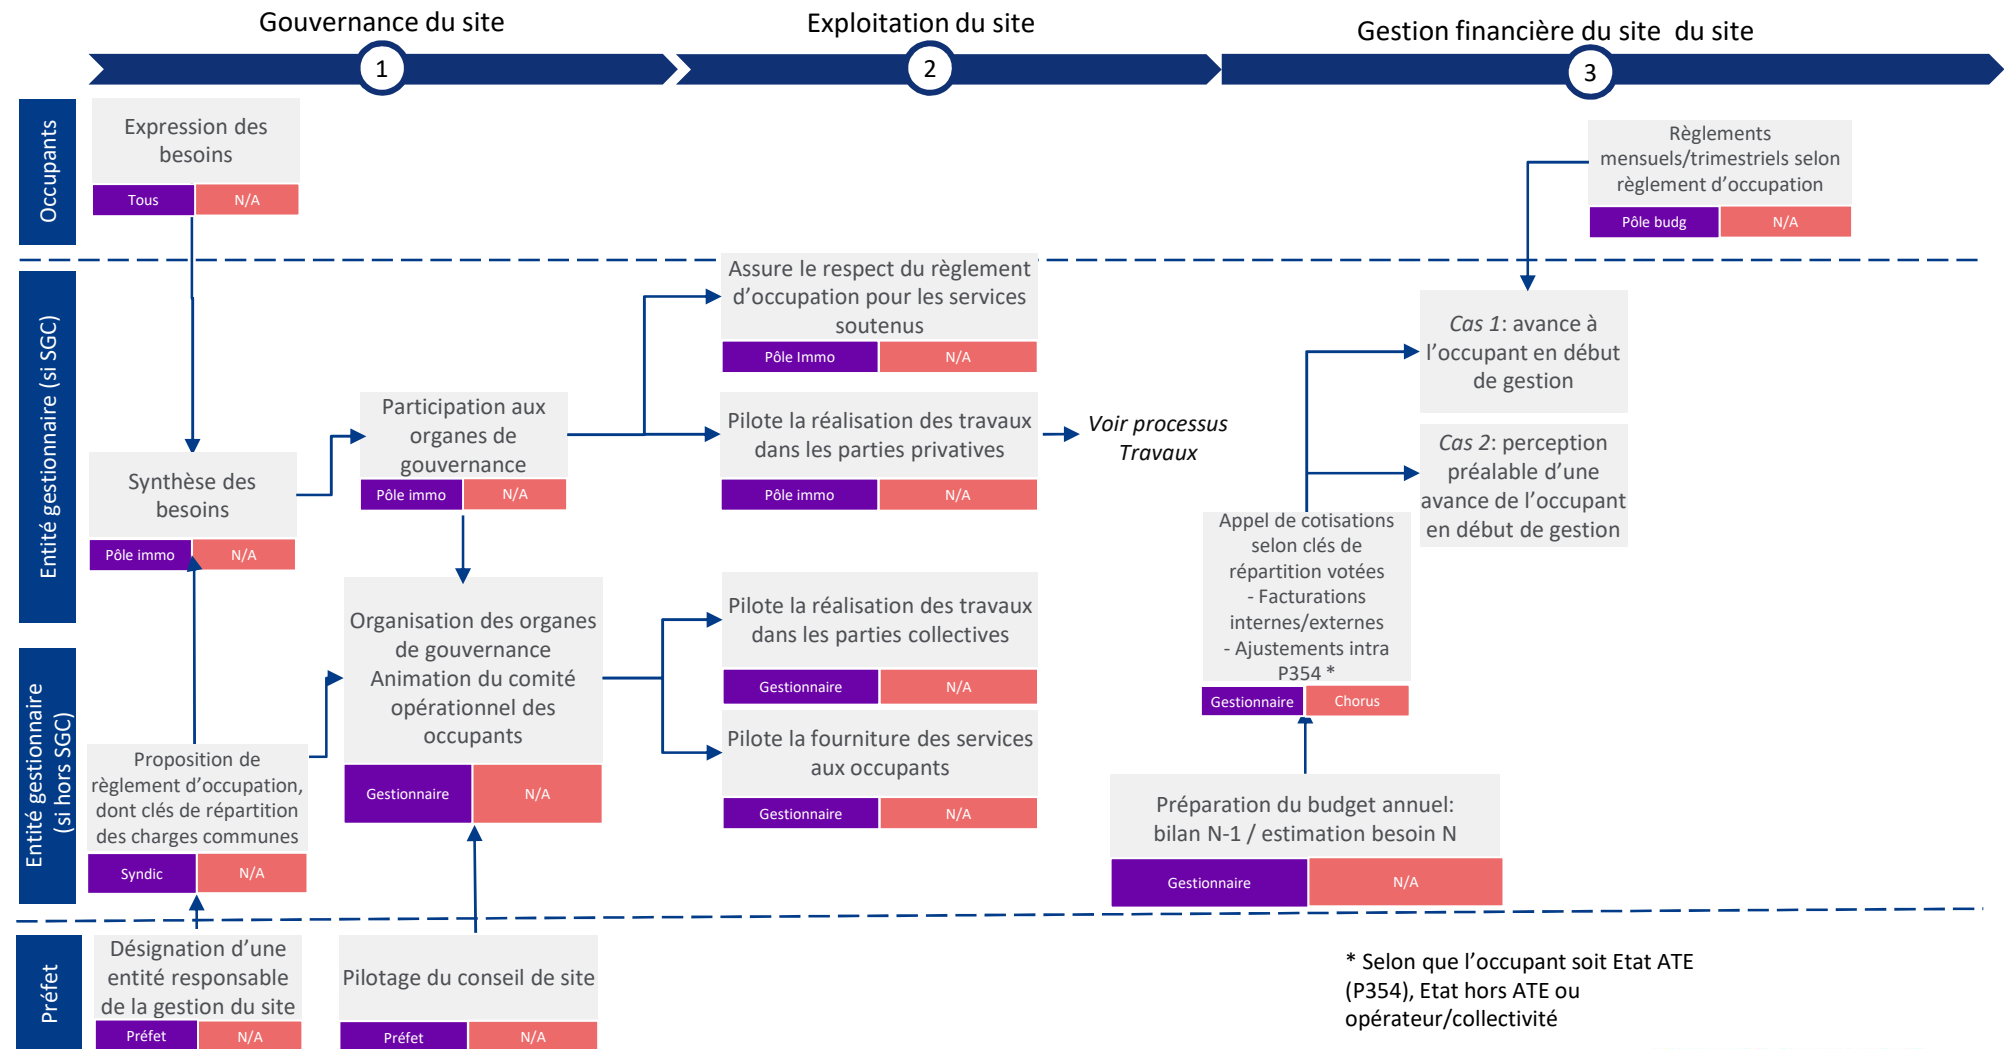 Gouvernance du site
Exploitation du site
Gestion financière du site  du site
1
2
3
Occupants
Expression des
besoins
Tous
N/A
Règlements
mensuels/trimestriels selon
règlement d’occupation
Pôle budg
N/A
Entité gestionnaire (si SGC)
Assure le respect du règlement
d’occupation pour les services
soutenus
Pôle Immo
N/A
Cas 1: avance à
l’occupant en début
de gestion
Participation aux
organes de
gouvernance
Pôle immo
N/A
Pilote la réalisation des travaux
dans les parties privatives
Pôle immo
N/A
Voir processus
Travaux
Cas 2: perception
préalable d’une
avance de l’occupant
en début de gestion
Synthèse des
besoins
Pôle immo
N/A
Appel de cotisations
selon clés de
répartition votées
- Facturations
internes/externes
- Ajustements intra
P354 *
Gestionnaire
Chorus
Organisation des organes
de gouvernance
Animation du comité
opérationnel des
occupants
Gestionnaire
N/A
Pilote la réalisation des travaux
dans les parties collectives
Gestionnaire
N/A
Entité gestionnaire
(si hors SGC)
Proposition de
règlement d’occupation,
dont clés de répartition
des charges communes
Syndic
N/A
Pilote la fourniture des services
aux occupants
Gestionnaire
N/A
Préparation du budget annuel:
bilan N-1 / estimation besoin N
Gestionnaire
N/A
Préfet
Désignation d’une
entité responsable
de la gestion du site
Préfet
N/A
Pilotage du conseil de site
Préfet
N/A
* Selon que l’occupant soit Etat ATE
(P354), Etat hors ATE ou
opérateur/collectivité